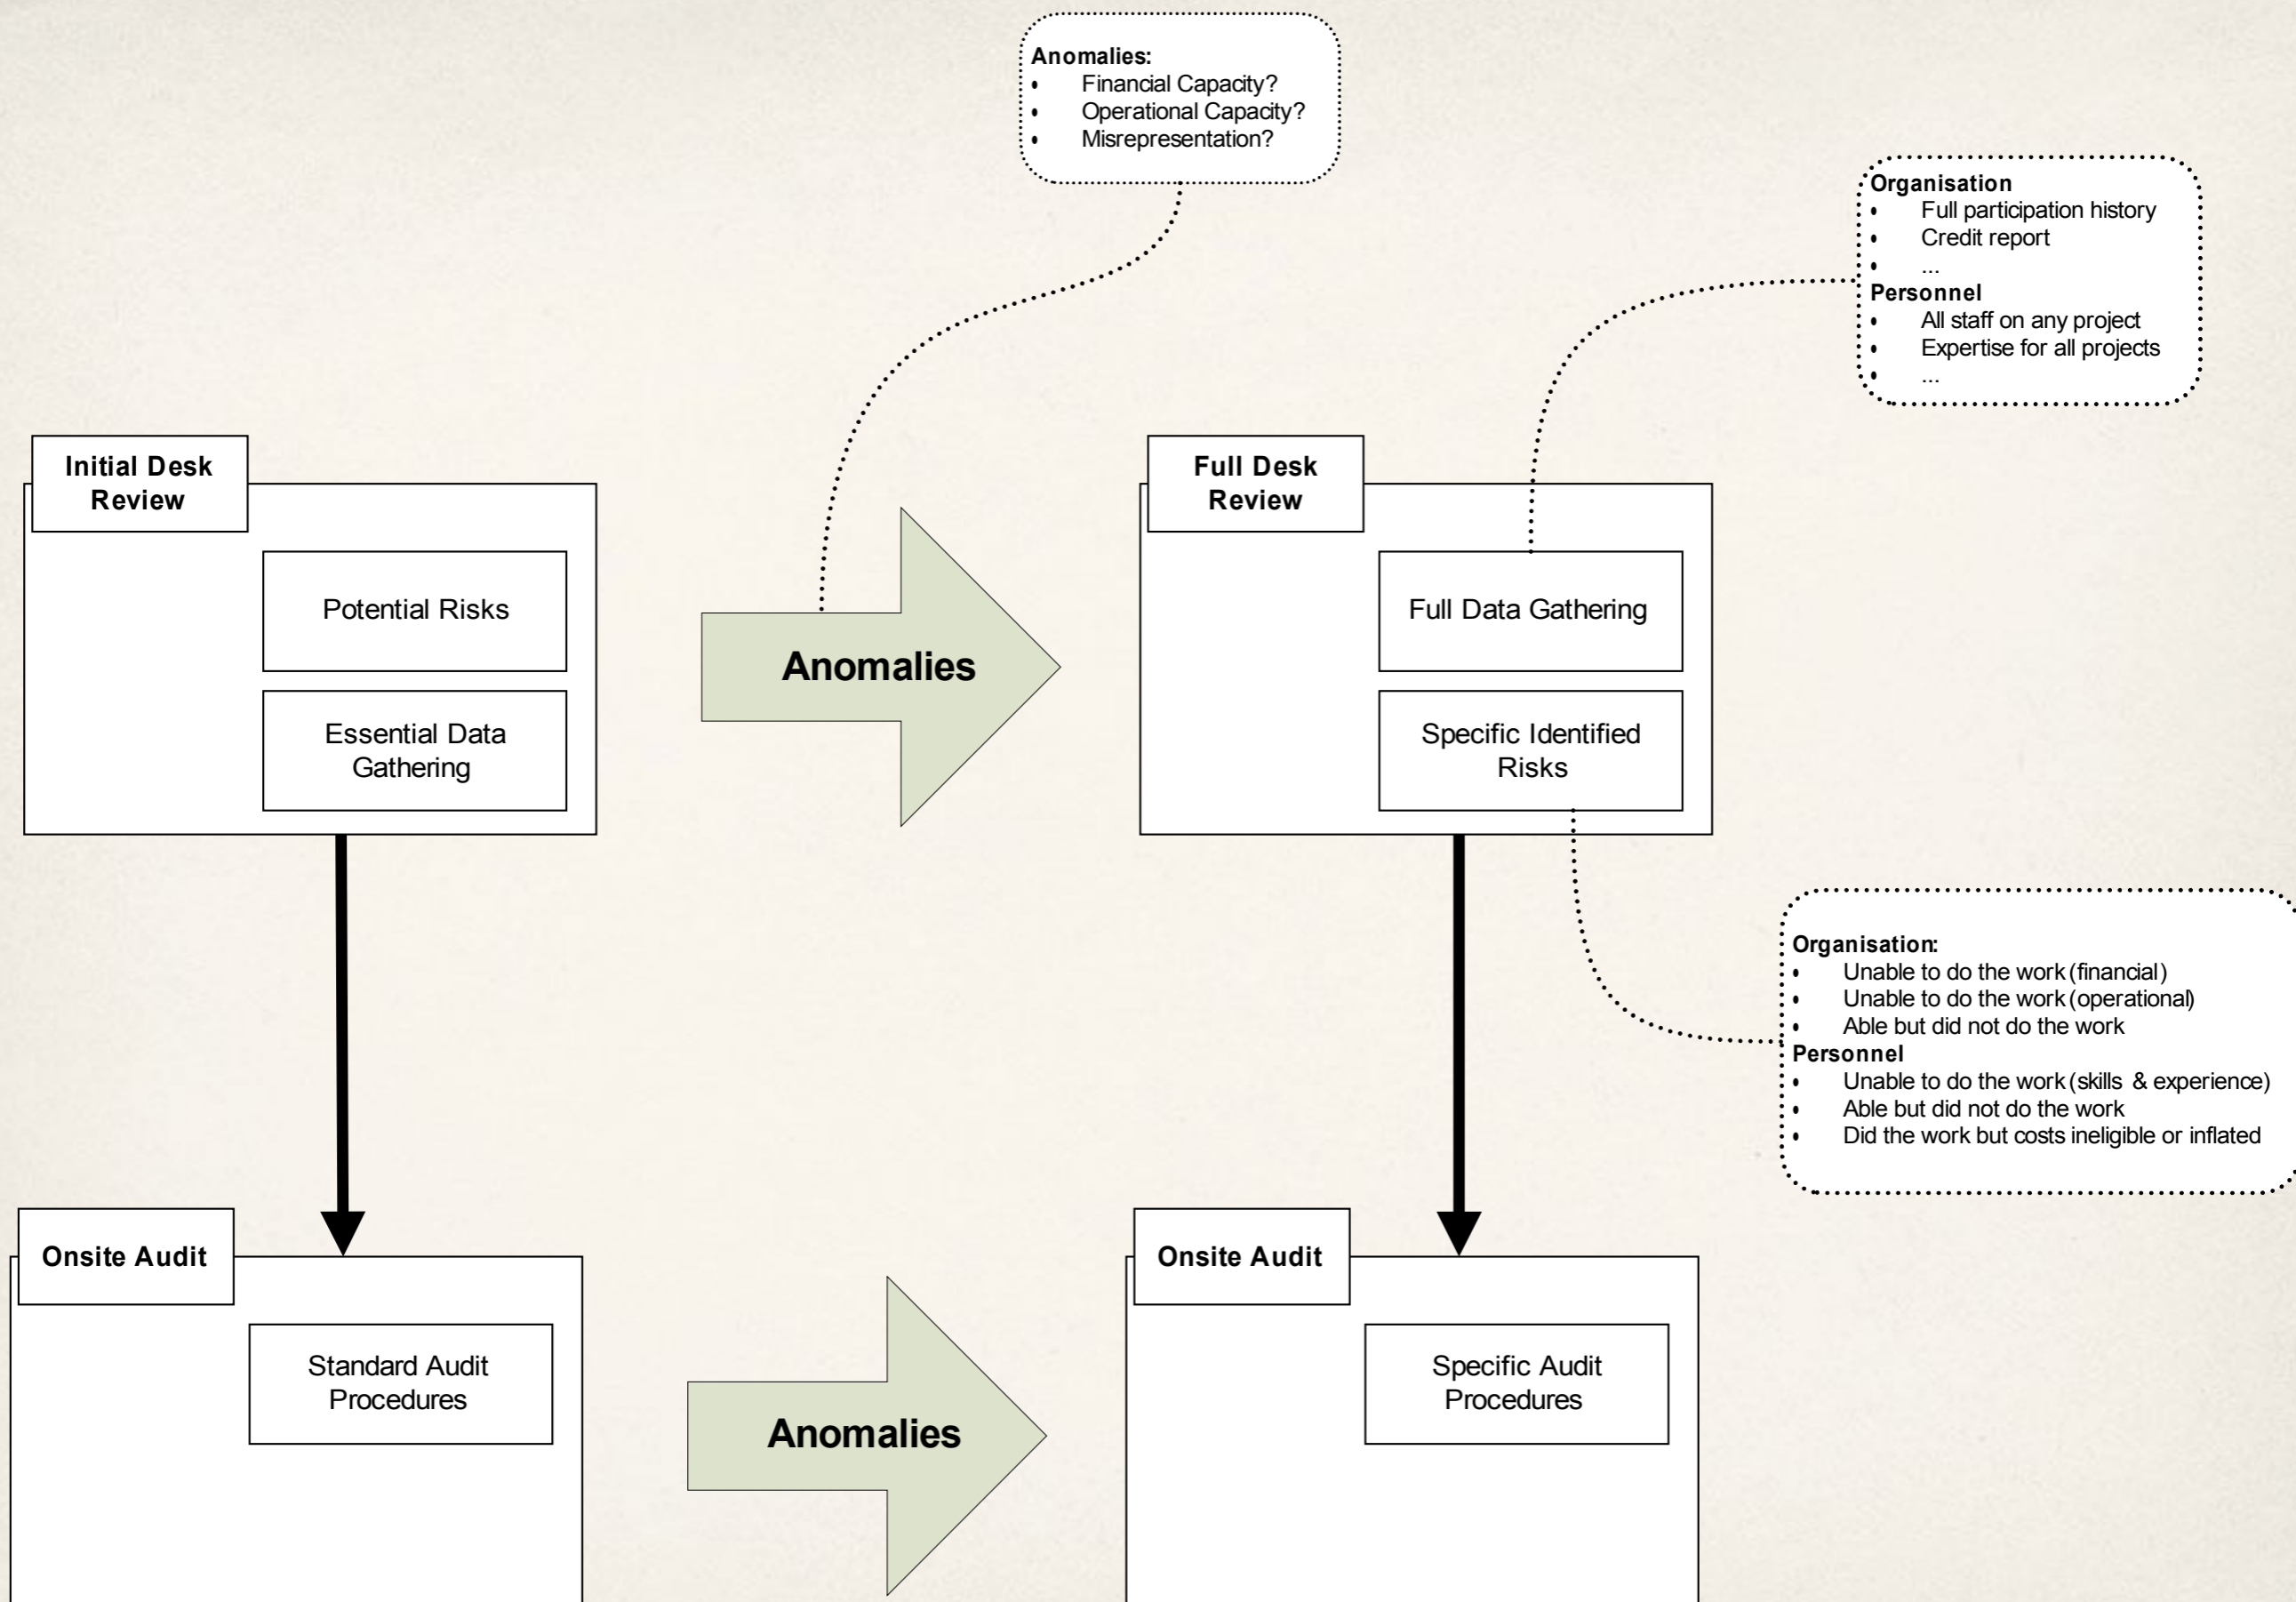 Anomalies:
• Financial Capacity?
• Operational Capacity?
• Misrepresentation?
Organisation
• Full participation history
• Credit report
• ...
Personnel
• All staff on any project
• Expertise for all projects
• ...
Initial Desk
Review
Potential Risks
Essential Data
Gathering
Anomalies
Full Desk
Review
Full Data Gathering
Specific Identified
Risks
Organisation:
• Unable to do the work (financial)
• Unable to do the work (operational)
• Able but did not do the work
Personnel
• Unable to do the work (skills & experience)
• Able but did not do the work
• Did the work but costs ineligible or inflated
Onsite Audit
Standard Audit
Procedures
Anomalies
Onsite Audit
Specific Audit
Procedures